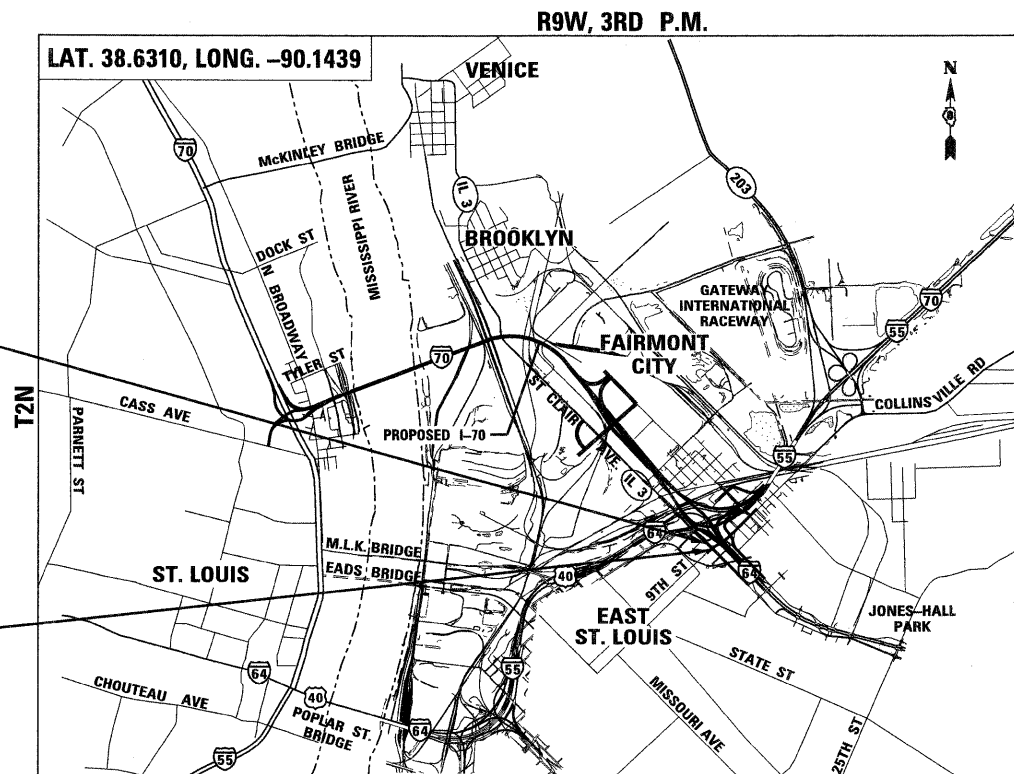 R9W, 3RD P.M.
LAT. 38.6310, LONG. –90.1439
VENICE
N
70
McKINLEY BRIDGE
203
IL 3
MISSISSIPPI RIVER
DOCK ST
BROOKLYN
N BROADWAY
GATEWAY
INTERNATIONAL
RACEWAY
70
55
TYLER ST
70
FAIRMONT
CITY
T2N
CASS AVE
PARNETT ST
ST CLAIR AVE
COLLINSVILLE RD
PROPOSED I–70
55
IL 3
64
M.L.K. BRIDGE
EADS BRIDGE
ST. LOUIS
40
64
9TH ST
EAST
ST. LOUIS
JONES–HALL
PARK
STATE ST
64
55
CHOUTEAU AVE
40
MISSOURI AVE
POPLAR ST.
BRIDGE
64
25TH ST
55